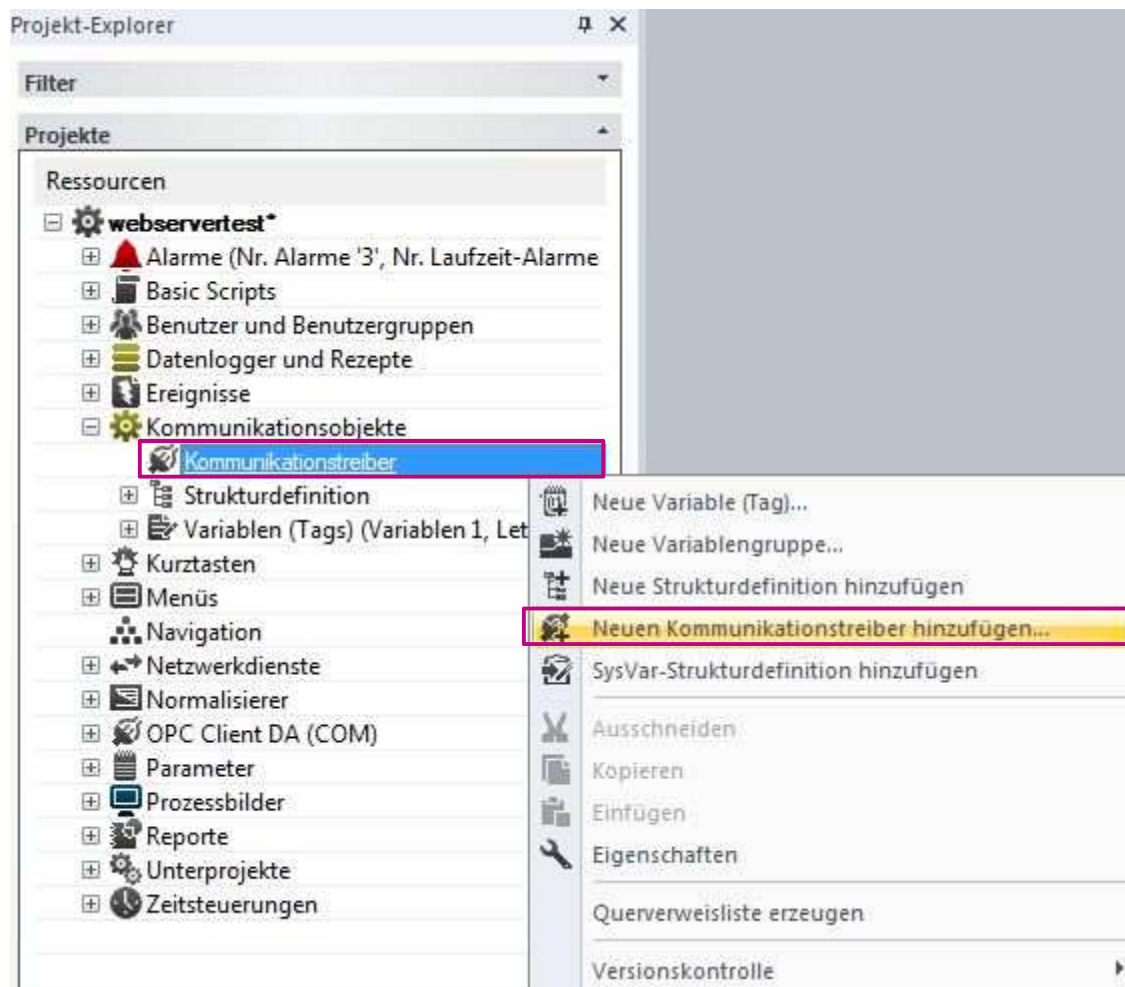 Projekt-Explorer
Filter
Projekte
Ressourcen
webservertest*
Alarme (Nr. Alarme '3', Nr. Laufzeit-Alarme
Basic Scripts
Benutzer und Benutzergruppen
Datenlogger und Rezepte
Ereignisse
Kommunikationsobjekte
Kommunikationstreiber
Strukturdefinition
Variablen (Tags) (Variablen 1, Let
Kurztasten
Menüs
Navigation
Netzwerkdienste
Normalisierer
OPC Client DA (COM)
Parameter
Prozessbilder
Reporte
Unterprojekte
Zeitsteuerungen
Neue Variable (Tag)...
Neue Variablengruppe...
Neue Strukturdefinition hinzufügen
Neuen Kommunikationstreiber hinzufügen...
SysVar-Strukturdefinition hinzufügen
Ausschneiden
Kopieren
Einfügen
Eigenschaften
Querverweisliste erzeugen
Versionskontrolle